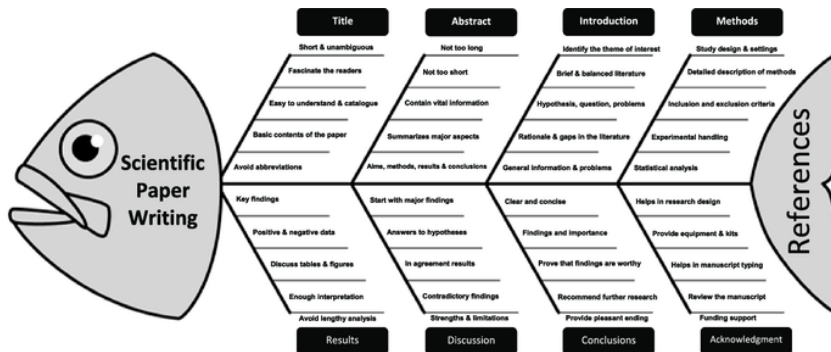 Title
Abstract
Introduction
Methods
Short & unambiguous
Fascinate the readers
Easy to understand & catalogue
Basic contents of the paper
Avoid abbreviations
Not too long
Not too short
Contain vital information
Summarizes major aspects
Aims, methods, results & conclusions
Identify the theme of interest
Brief & balanced literature
Hypothesis, question, problems
Rationale & gaps in the literature
General information & problems
Study design & settings
Detailed description of methods
Inclusion and exclusion criteria
Experimental handling
Statistical analysis
Scientific
Paper
Writing
References
Key findings
Positive & negative data
Discuss tables & figures
Enough interpretation
Avoid lengthy analysis
Start with major findings
Answers to hypotheses
In agreement results
Contradictory findings
Strengths & limitations
Clear and concise
Findings and importance
Prove that findings are worthy
Recommend further research
Provide pleasant ending
Helps in research design
Provide equipment & kits
Helps in manuscript typing
Review the manuscript
Funding support
Results
Discussion
Conclusions
Acknowledgment